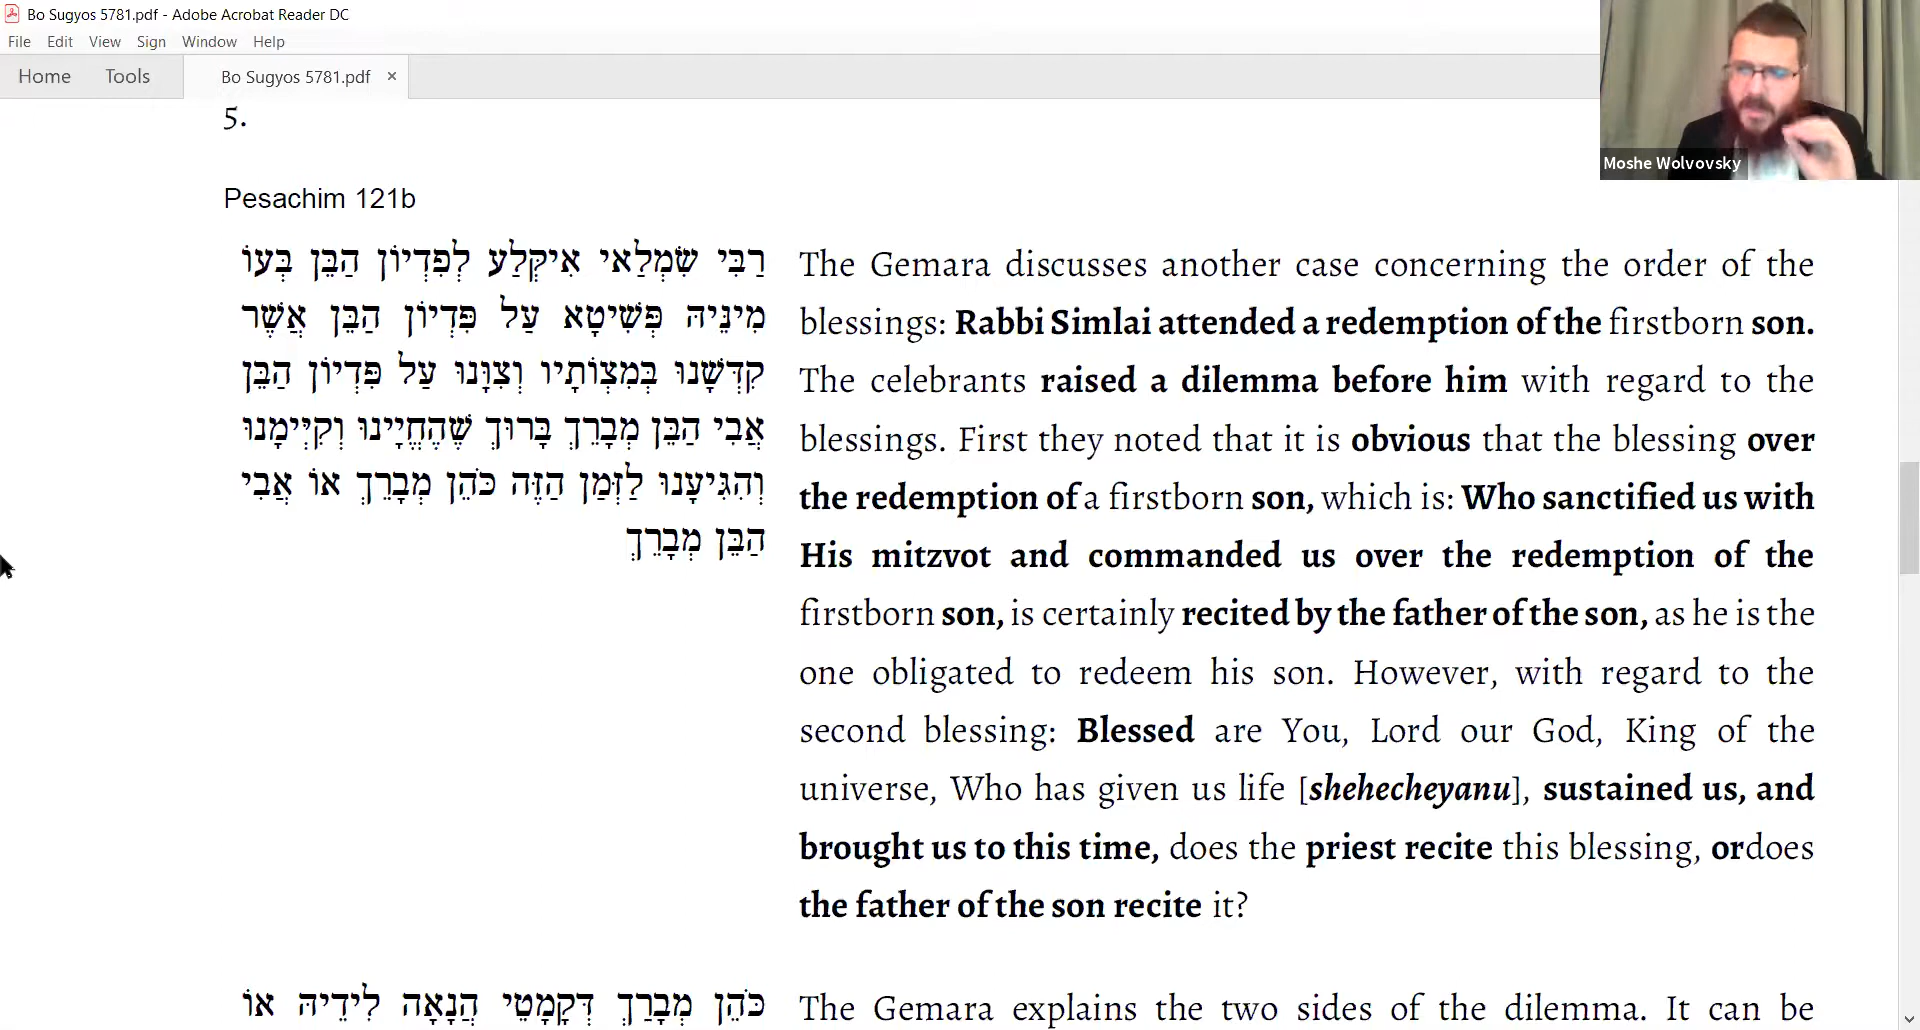 Bo Sugyos 5781.pdf - Adobe Acrobat Reader DC
File Edit View Sign Window Help
Home Tools Bo Sugyos 5781.pdf ×
Moshe Wolvovsky
5.
Pesachim 121b
רַבִּי שִׂמְלַאי אִיקְּלַע לְפִדְיוֹן הַבֵּן בְּעוֹ
מִינֵּיהּ פְּשִׁיטָא עַל פִּדְיוֹן הַבֵּן אֲשֶׁר
קִדְּשָׁנוּ בְּמִצְוֹתָיו וְצִוָּנוּ עַל פִּדְיוֹן הַבֵּן
אֲבִי הַבֵּן מְבָרֵךְ בָּרוּךְ שֶׁהֶחֱיָינוּ וְקִיְּימָנוּ
וְהִגִּיעָנוּ לַזְּמַן הַזֶּה כֹּהֵן מְבָרֵךְ אוֹ אֲבִי
הַבֵּן מְבָרֵךְ
The Gemara discusses another case concerning the order of the
blessings: Rabbi Simlai attended a redemption of the firstborn son.
The celebrants raised a dilemma before him with regard to the
blessings. First they noted that it is obvious that the blessing over
the redemption of a firstborn son, which is: Who sanctified us with
His mitzvot and commanded us over the redemption of the
firstborn son, is certainly recited by the father of the son, as he is the
one obligated to redeem his son. However, with regard to the
second blessing: Blessed are You, Lord our God, King of the
universe, Who has given us life [shehecheyanu], sustained us, and
brought us to this time, does the priest recite this blessing, ordoes
the father of the son recite it?
כֹּהֵן מְבָרֵךְ דְּקָמָטֵי הֲנָאָה לִידֵיהּ אוֹ
The Gemara explains the two sides of the dilemma. It can be